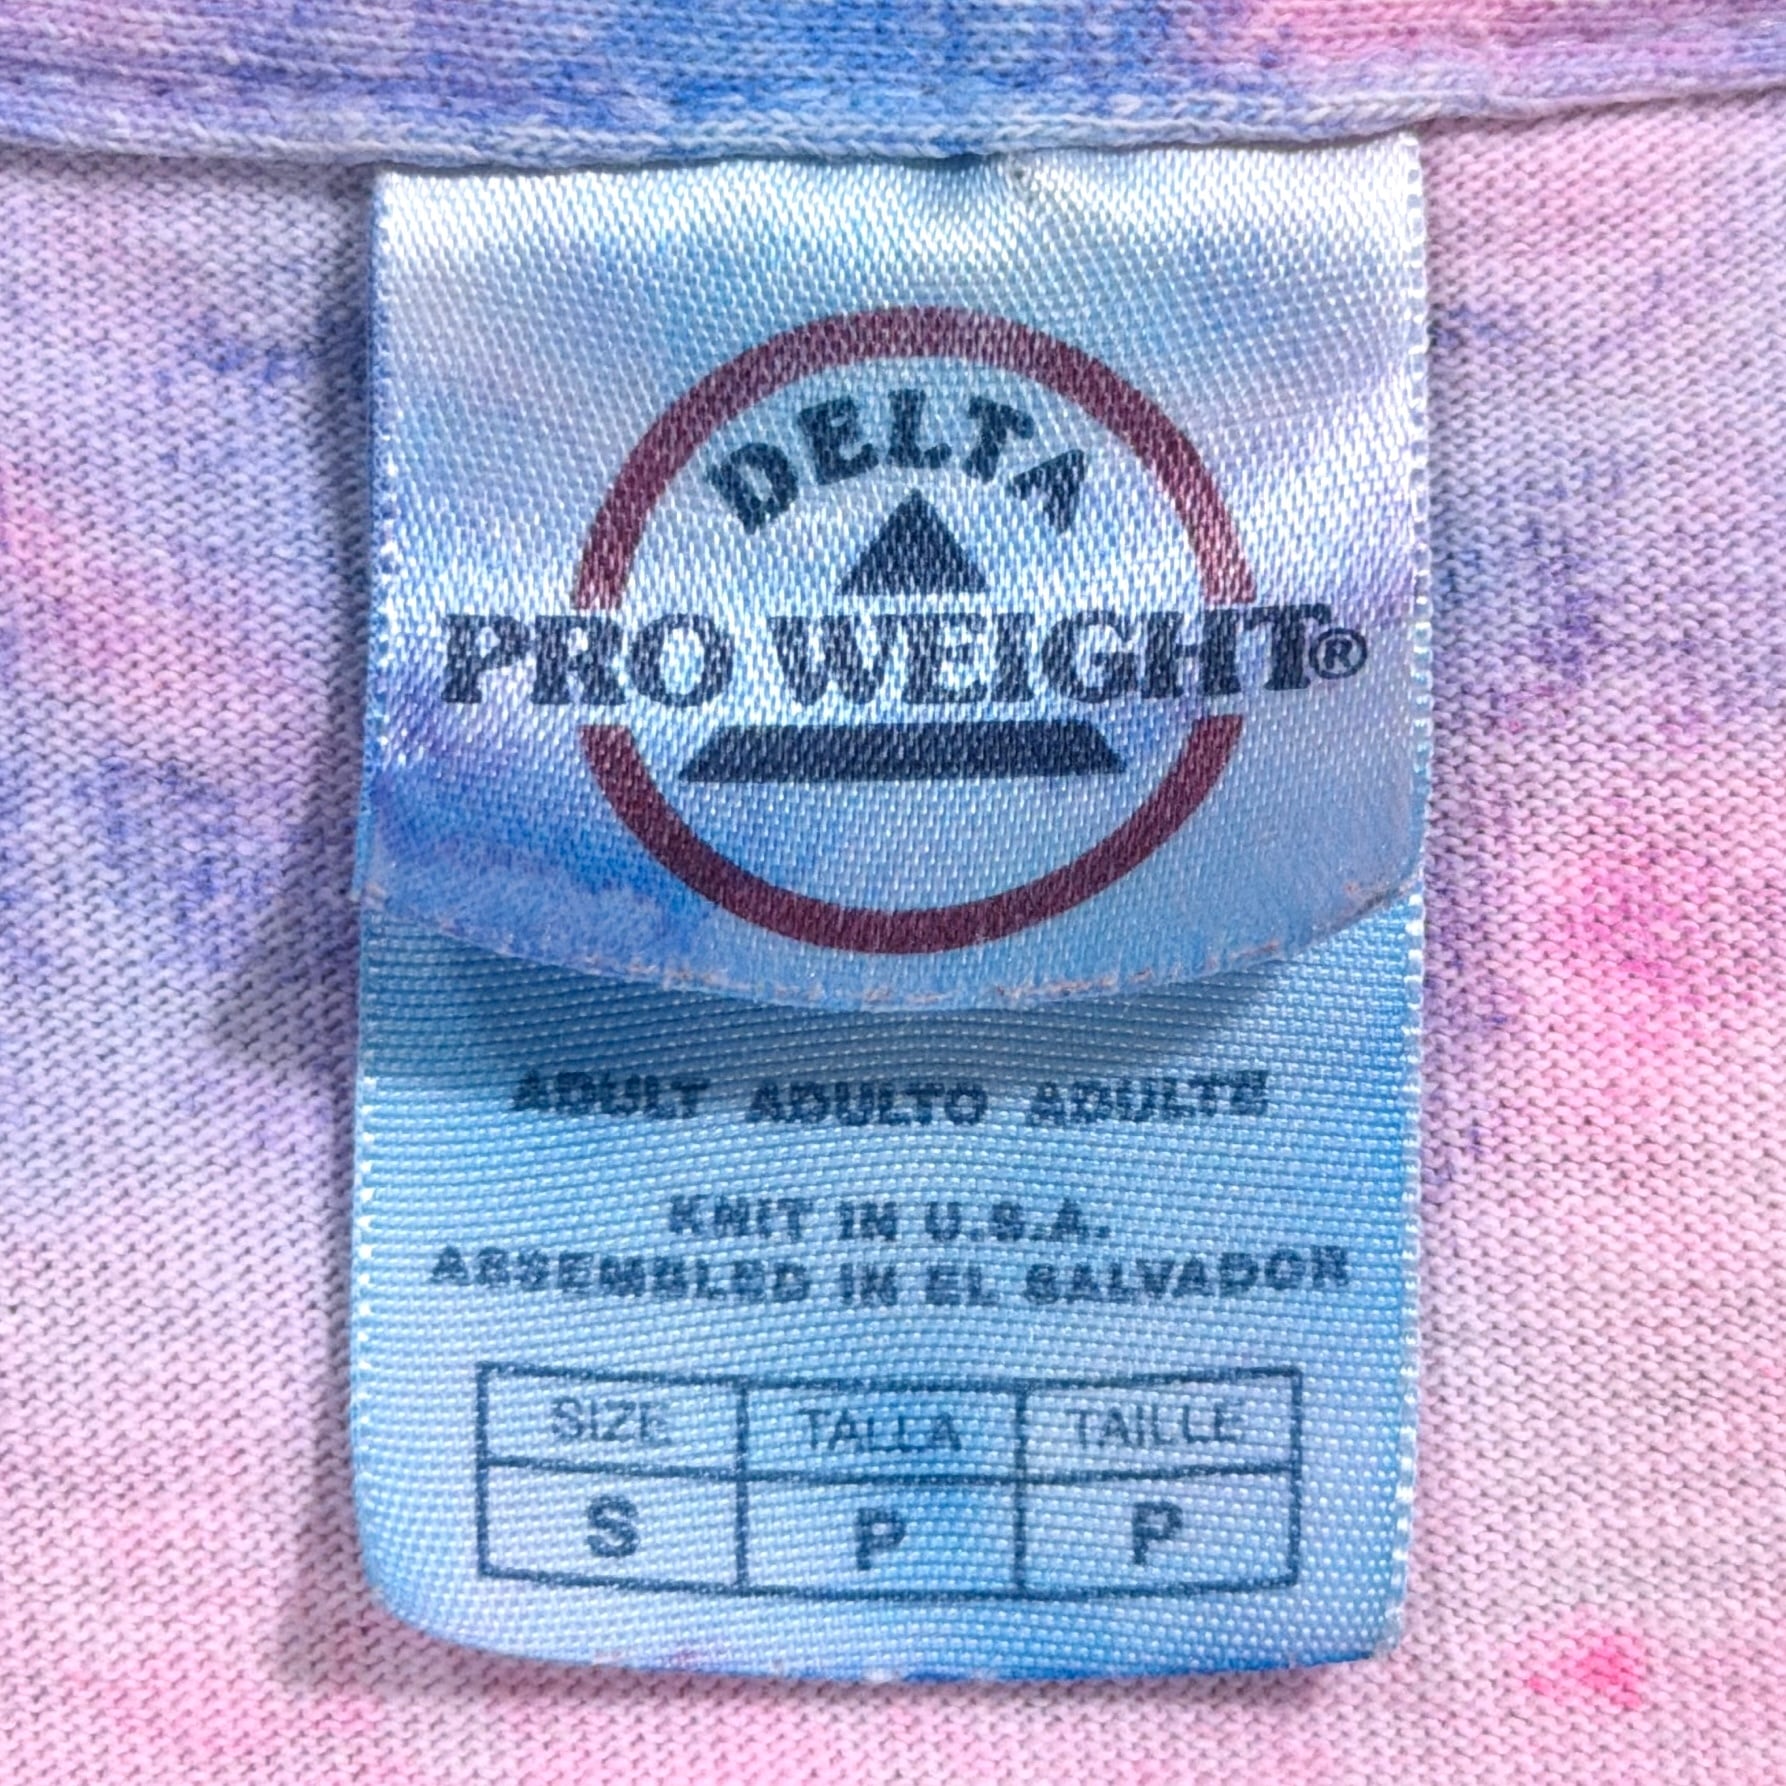 DELTA
PRO WEIGHT®
ADULT ADULTO ADULTE
KNIT IN U.S.A.
ASSEMBLED IN EL SALVADOR
SIZE TALLA TAILLE
S P P